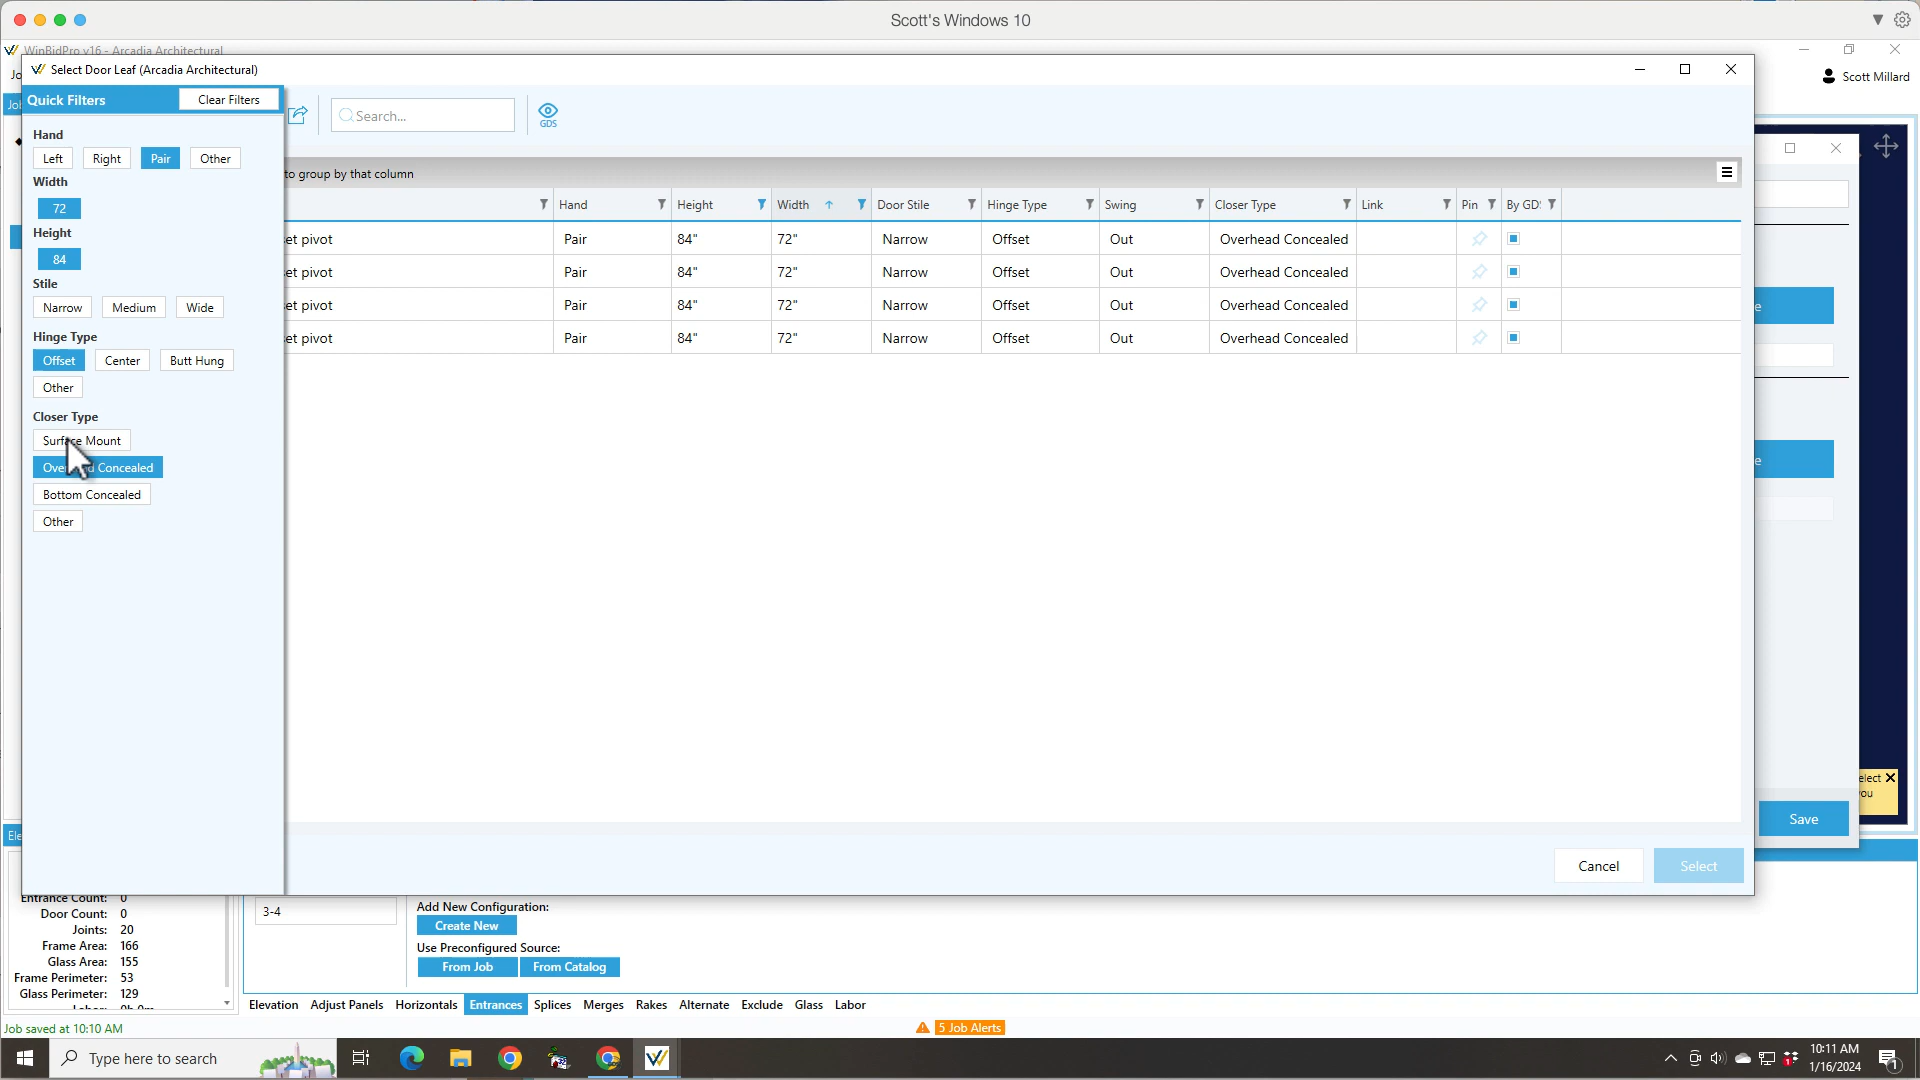 Scott's Windows 10
WinBidPro v16 - Arcadia Architectural
Select Door Leaf (Arcadia Architectural)
Scott Millard
Quick Filters
Clear Filters
Search...
GDS
Hand
Left Right Pair Other
Width
72
Height
84
Stile
Narrow Medium Wide
Hinge Type
Offset Center Butt Hung
Other
Closer Type
Surface Mount
Overhead Concealed
Bottom Concealed
Other
to group by that column
Hand Height Width Door Stile Hinge Type Swing Closer Type Link Pin By GD
et pivot Pair 84" 72" Narrow Offset Out Overhead Concealed
et pivot Pair 84" 72" Narrow Offset Out Overhead Concealed
et pivot Pair 84" 72" Narrow Offset Out Overhead Concealed
et pivot Pair 84" 72" Narrow Offset Out Overhead Concealed
elect
ou
Save
Cancel
Select
Entrance Count: 0
Door Count: 0
Joints: 20
Frame Area: 166
Glass Area: 155
Frame Perimeter: 53
Glass Perimeter: 129
3-4
Add New Configuration:
Create New
Use Preconfigured Source:
From Job From Catalog
Elevation Adjust Panels Horizontals Entrances Splices Merges Rakes Alternate Exclude Glass Labor
Job saved at 10:10 AM
5 Job Alerts
Type here to search
10:11 AM
1/16/2024
1
1